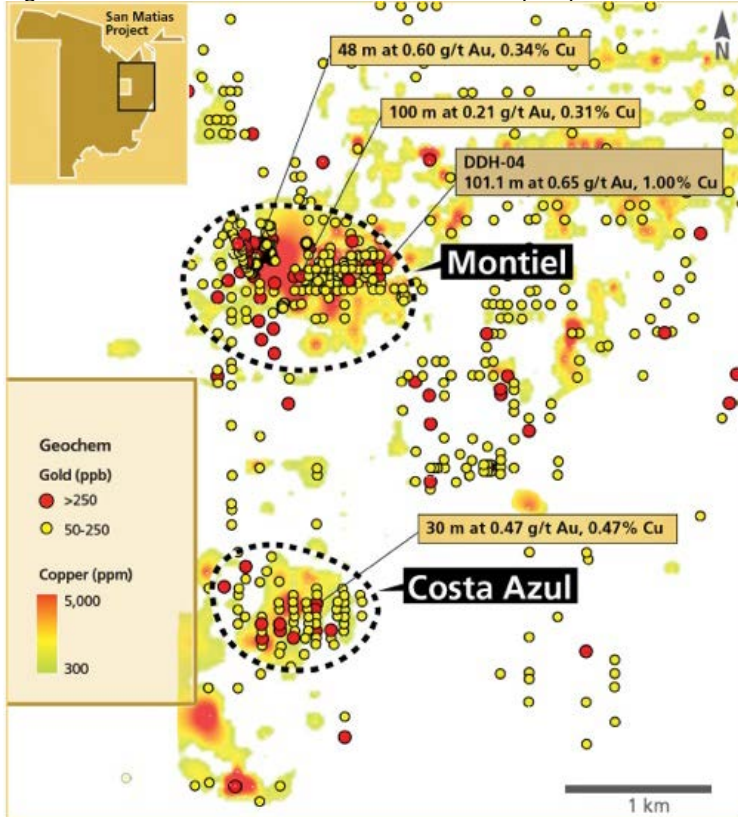 San Matias
Project
N
48 m at 0.60 g/t Au, 0.34% Cu
100 m at 0.21 g/t Au, 0.31% Cu
DDH-04
101.1 m at 0.65 g/t Au, 1.00% Cu
Montiel
Geochem
Gold (ppb)
>250
50-250
Copper (ppm)
5,000
300
30 m at 0.47 g/t Au, 0.47% Cu
Costa Azul
1 km